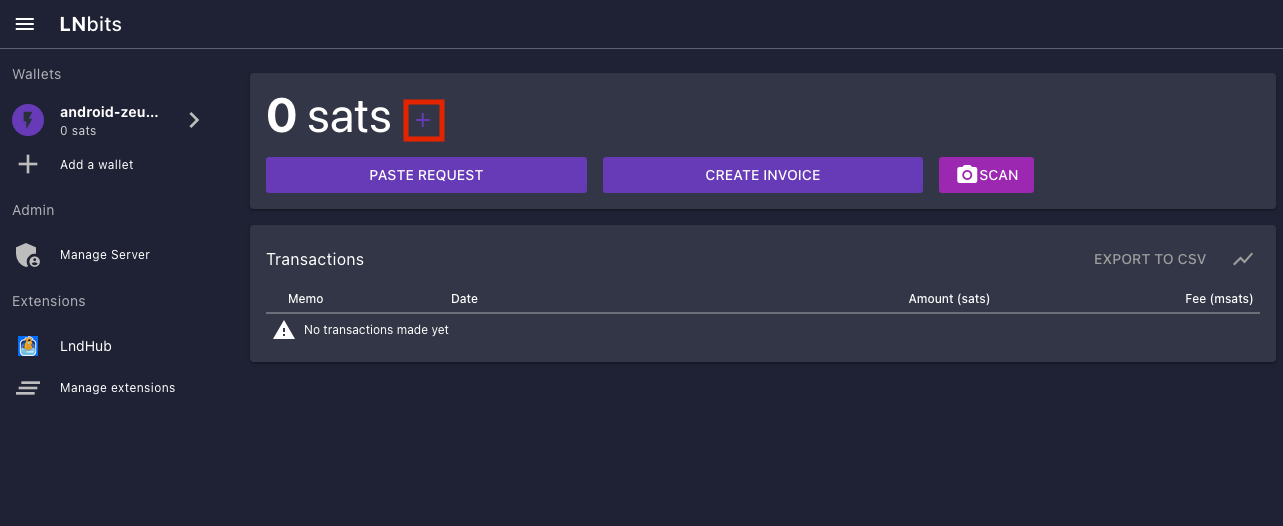 LNbits
Wallets
android-zeu...
0 sats
Add a wallet
Admin
Manage Server
Extensions
LndHub
Manage extensions
0 sats +
PASTE REQUEST
CREATE INVOICE
SCAN
Transactions
EXPORT TO CSV
Memo Date Amount (sats) Fee (msats)
No transactions made yet